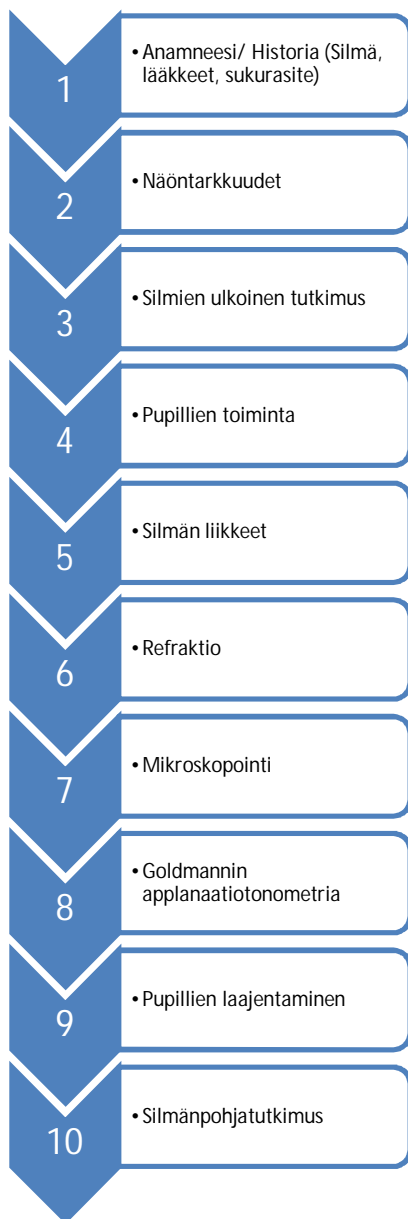 1
• Anamneesi/ Historia (Silmä,
lääkkeet, sukurasite)
2
• Näöntarkkuudet
3
• Silmien ulkoinen tutkimus
4
• Pupillien toiminta
5
• Silmän liikkeet
6
• Refraktio
7
• Mikroskopointi
8
• Goldmannin
applanaatiotonometria
9
• Pupillien laajentaminen
10
• Silmänpohjatutkimus